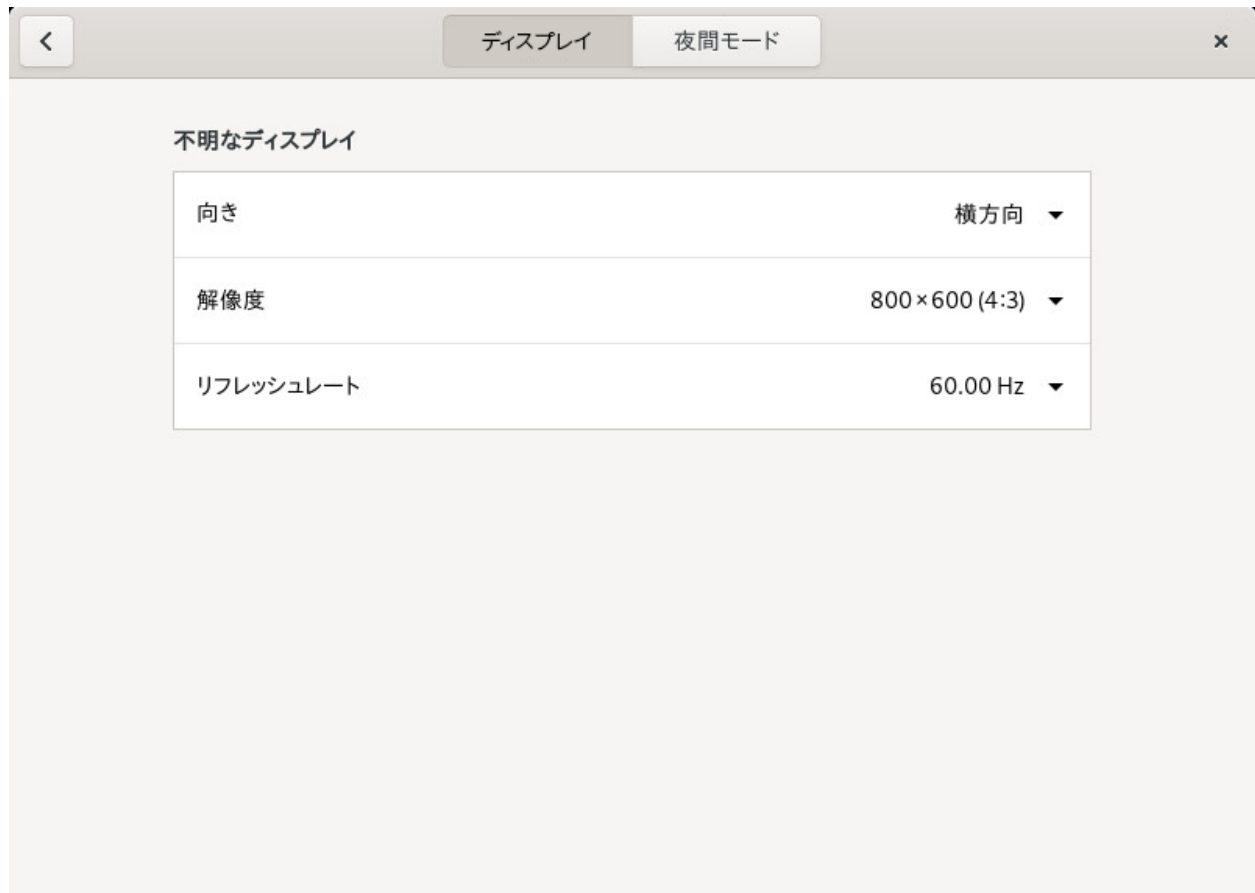 ディスプレイ 夜間モード
不明なディスプレイ
向き 横方向
解像度 800×600 (4:3)
リフレッシュレート 60.00 Hz